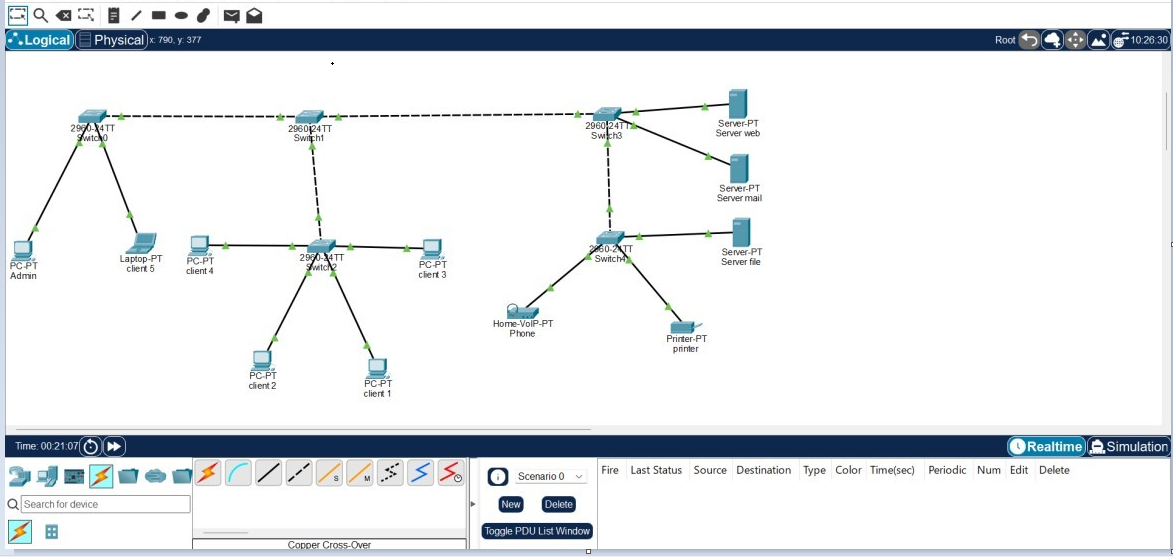 Logical
Physical x: 790, y: 377
Root
10:26:30
2960-24TT
Switch0
2960-24TT
Switch1
2960-24TT
Switch3
Server-PT
Server web
Server-PT
Server mail
PC-PT
Admin
Laptop-PT
client 5
PC-PT
client 4
2960-24TT
Switch2
PC-PT
client 3
2960-24TT
Switch4
Server-PT
Server file
Home-VoIP-PT
Phone
Printer-PT
printer
PC-PT
client 2
PC-PT
client 1
Time: 00:21:07
Realtime
Simulation
S
M
Search for device
Copper Cross-Over
Scenario 0
New
Delete
Toggle PDU List Window
Fire Last Status Source Destination Type Color Time(sec) Periodic Num Edit Delete